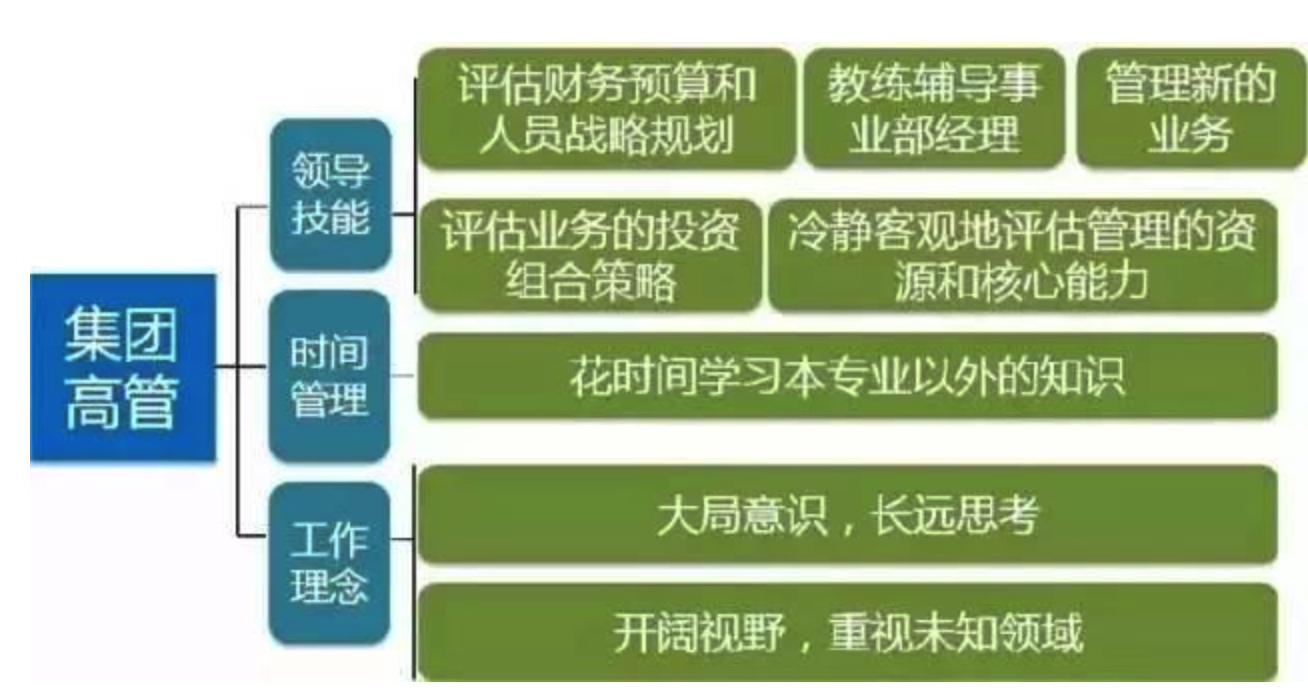 集团
高管
领导
技能
评估财务预算和
人员战略规划
教练辅导事
业部经理
管理新的
业务
评估业务的投资
组合策略
冷静客观地评估管理的资
源和核心能力
时间
管理
花时间学习本专业以外的知识
工作
理念
大局意识，长远思考
开阔视野，重视未知领域